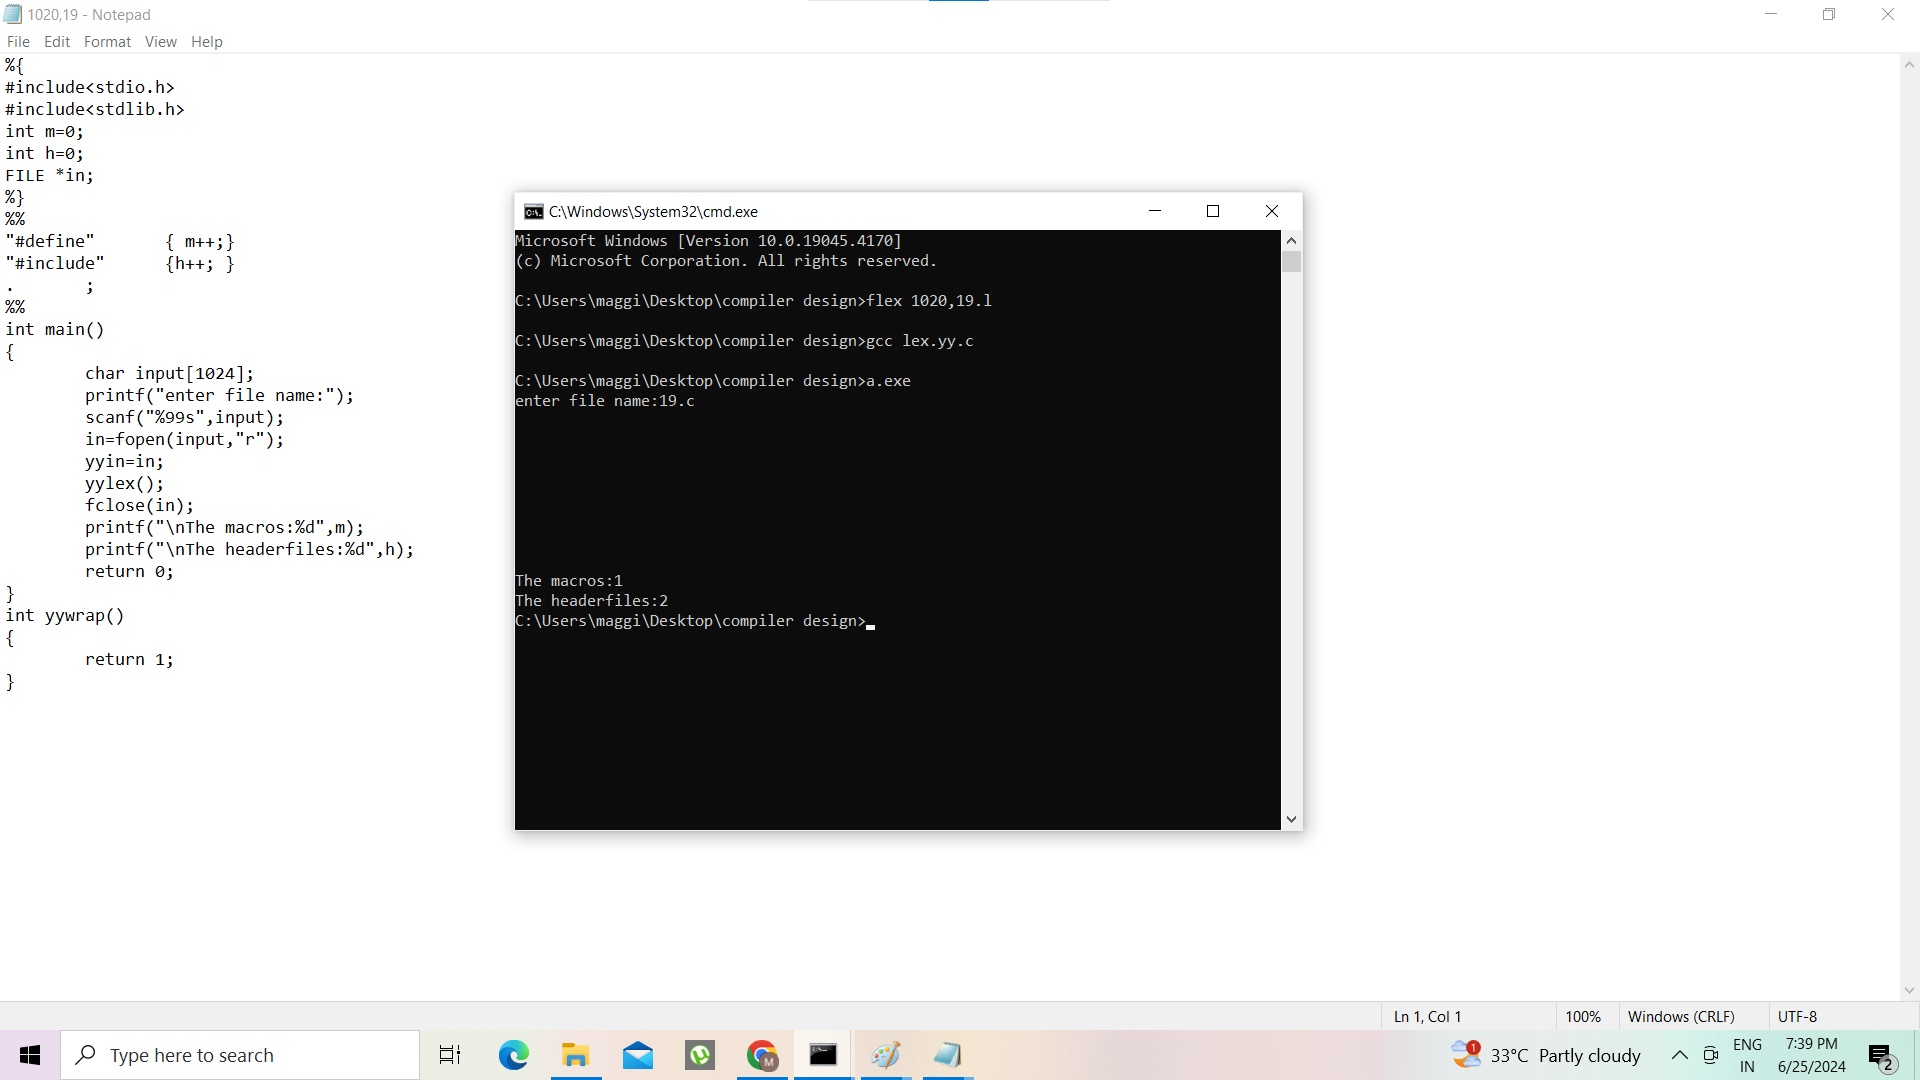 1020,19 - Notepad
File Edit Format View Help
%{
#include<stdio.h>
#include<stdlib.h>
int m=0;
int h=0;
FILE *in;
%}
%%
"#define"	{ m++;}
"#include"	{h++; }
.	;
%%
int main()
{
	char input[1024];
	printf("enter file name:");
	scanf("%99s",input);
	in=fopen(input,"r");
	yyin=in;
	yylex();
	fclose(in);
	printf("\nThe macros:%d",m);
	printf("\nThe headerfiles:%d",h);
	return 0;
}
int yywrap()
{
	return 1;
}
C:\Windows\System32\cmd.exe
Microsoft Windows [Version 10.0.19045.4170]
(c) Microsoft Corporation. All rights reserved.
C:\Users\maggi\Desktop\compiler design>flex 1020,19.l
C:\Users\maggi\Desktop\compiler design>gcc lex.yy.c
C:\Users\maggi\Desktop\compiler design>a.exe
enter file name:19.c
The macros:1
The headerfiles:2
C:\Users\maggi\Desktop\compiler design>
Ln 1, Col 1 100% Windows (CRLF) UTF-8
Type here to search
M
1
33°C Partly cloudy
ENG
IN
7:39 PM
6/25/2024
2